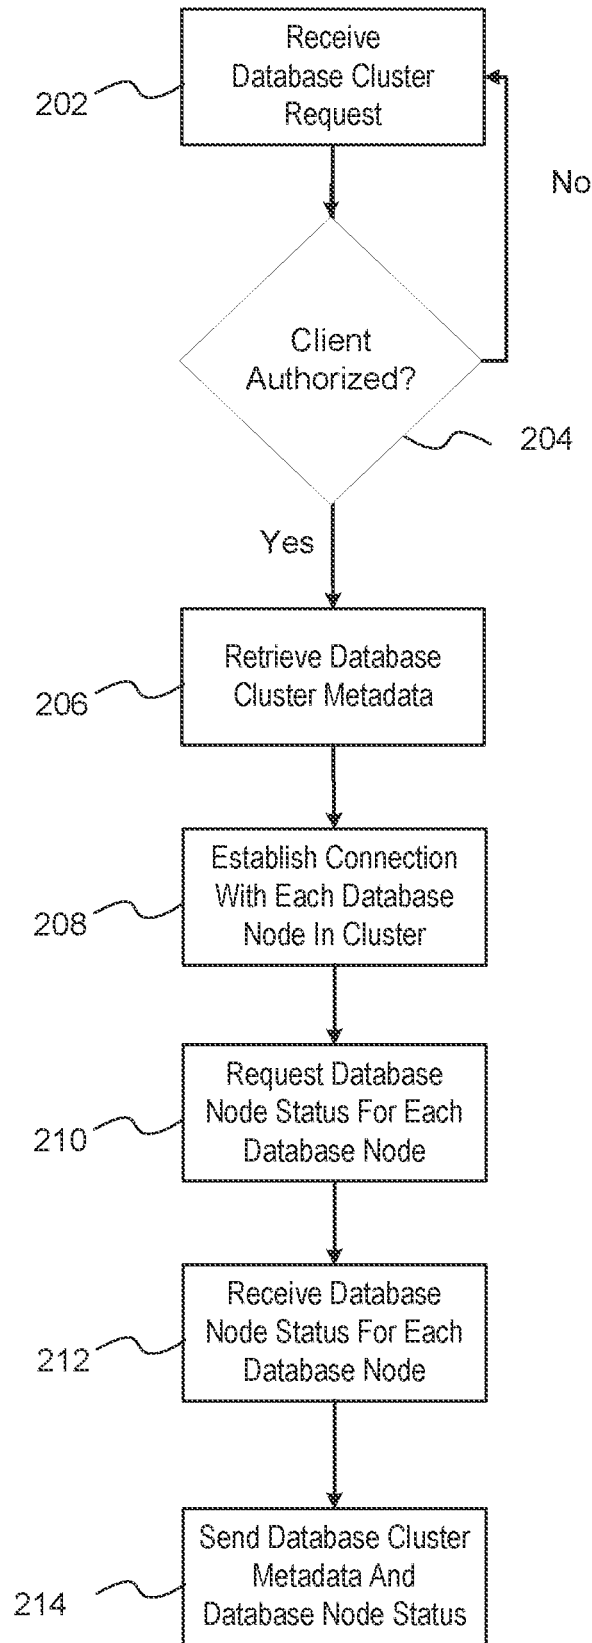 Receive
Database Cluster
Request
202
No
Client
Authorized?
204
Yes
Retrieve Database
Cluster Metadata
206
Establish Connection
With Each Database
Node In Cluster
208
Request Database
Node Status For Each
Database Node
210
Receive Database
Node Status For Each
Database Node
212
Send Database Cluster
Metadata And
Database Node Status
214